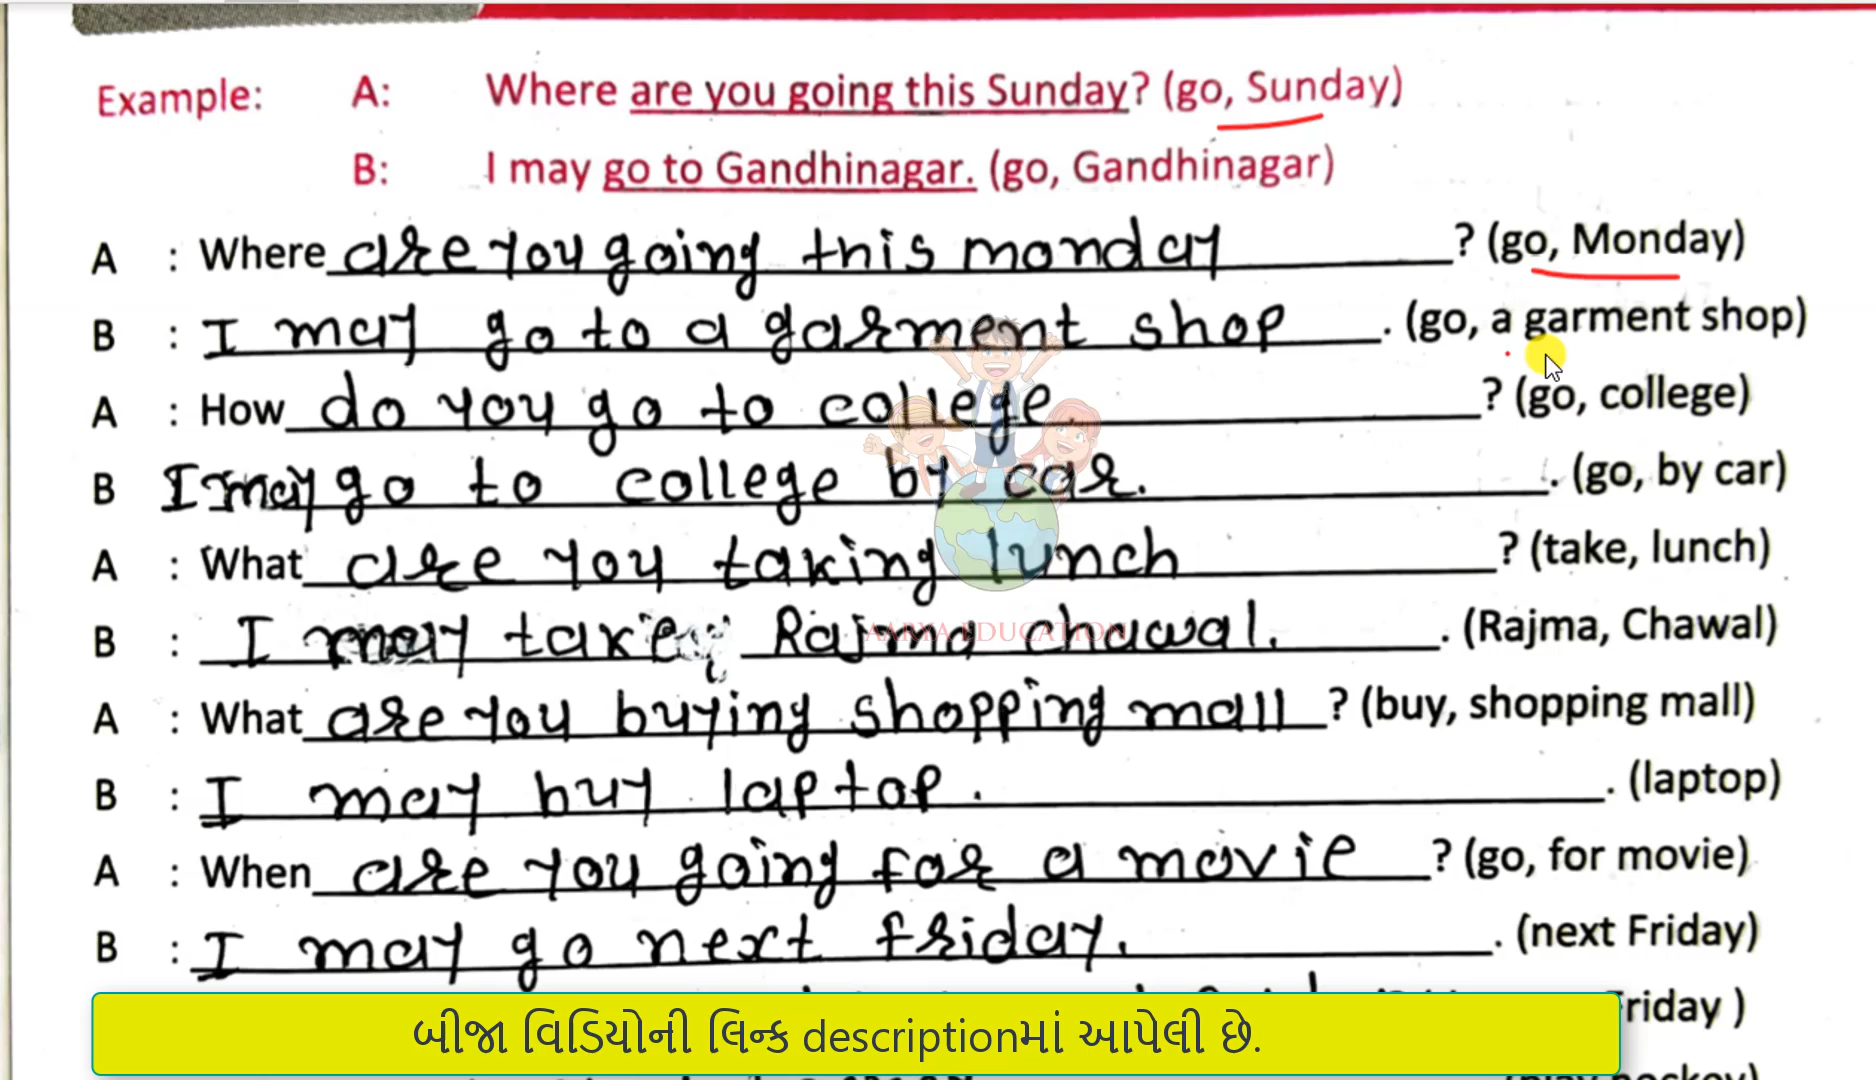 Example: A: Where are you going this Sunday? (go, Sunday)
B: I may go to Gandhinagar. (go, Gandhinagar)
A : Where are you going this monday ? (go, Monday)
B : I may go to a garment shop . (go, a garment shop)
A : How do you go to college ? (go, college)
B I may go to college by car. . (go, by car)
A : What are you taking lunch ? (take, lunch)
B : I may take Rajma chawal. . (Rajma, Chawal)
AARYA EDUCATION
A : What are you buying shopping mall ? (buy, shopping mall)
B : I may buy laptop. . (laptop)
A : When are you going for a movie ? (go, for movie)
B : I may go next friday. . (next Friday)
Friday )
બીજા વિડિયોની લિન્ક descriptionમાં આપેલી છે.